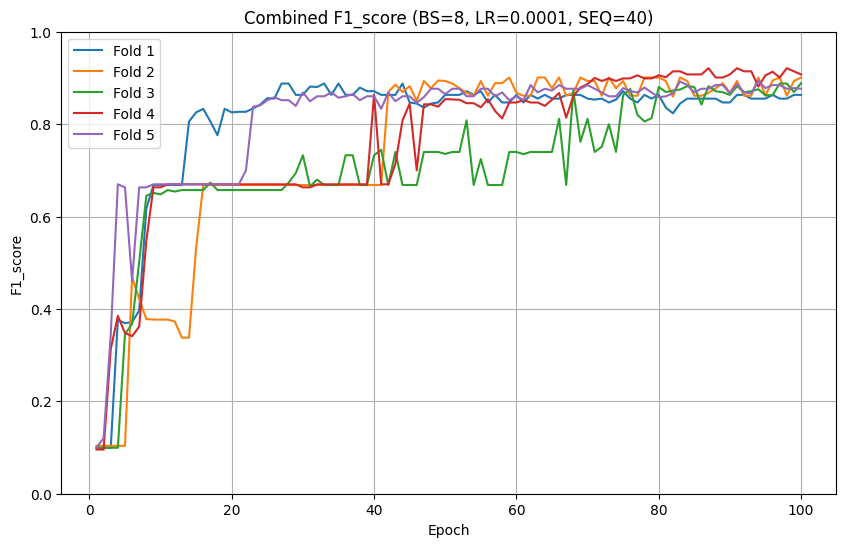 Combined F1_score (BS=8, LR=0.0001, SEQ=40)
Fold 1
Fold 2
Fold 3
Fold 4
Fold 5
F1_score
1.0
0.8
0.6
0.4
0.2
0.0
0 20 40 60 80 100
Epoch